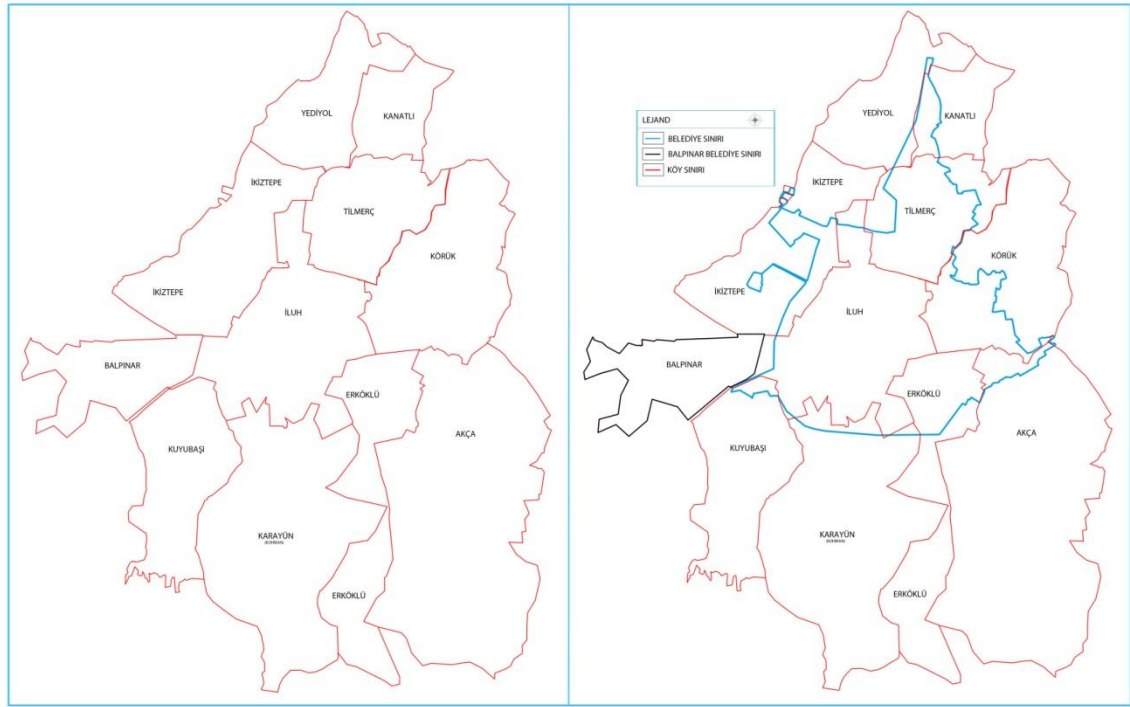 YEDİYOL
KANATLI
İKİZTEPE
TİLMERÇ
KÖRÜK
İKİZTEPE
İLUH
BALPINAR
ERKÖKLÜ
AKÇA
KUYUBAŞI
KARAYÜN
ERKÖKLÜ
LEJAND
BELEDİYE SINIRI
BALPINAR BELEDİYE SINIRI
KÖY SINIRI
YEDİYOL
KANATLI
İKİZTEPE
TİLMERÇ
KÖRÜK
İKİZTEPE
İLUH
BALPINAR
ERKÖKLÜ
AKÇA
KUYUBAŞI
KARAYÜN
ERKÖKLÜ